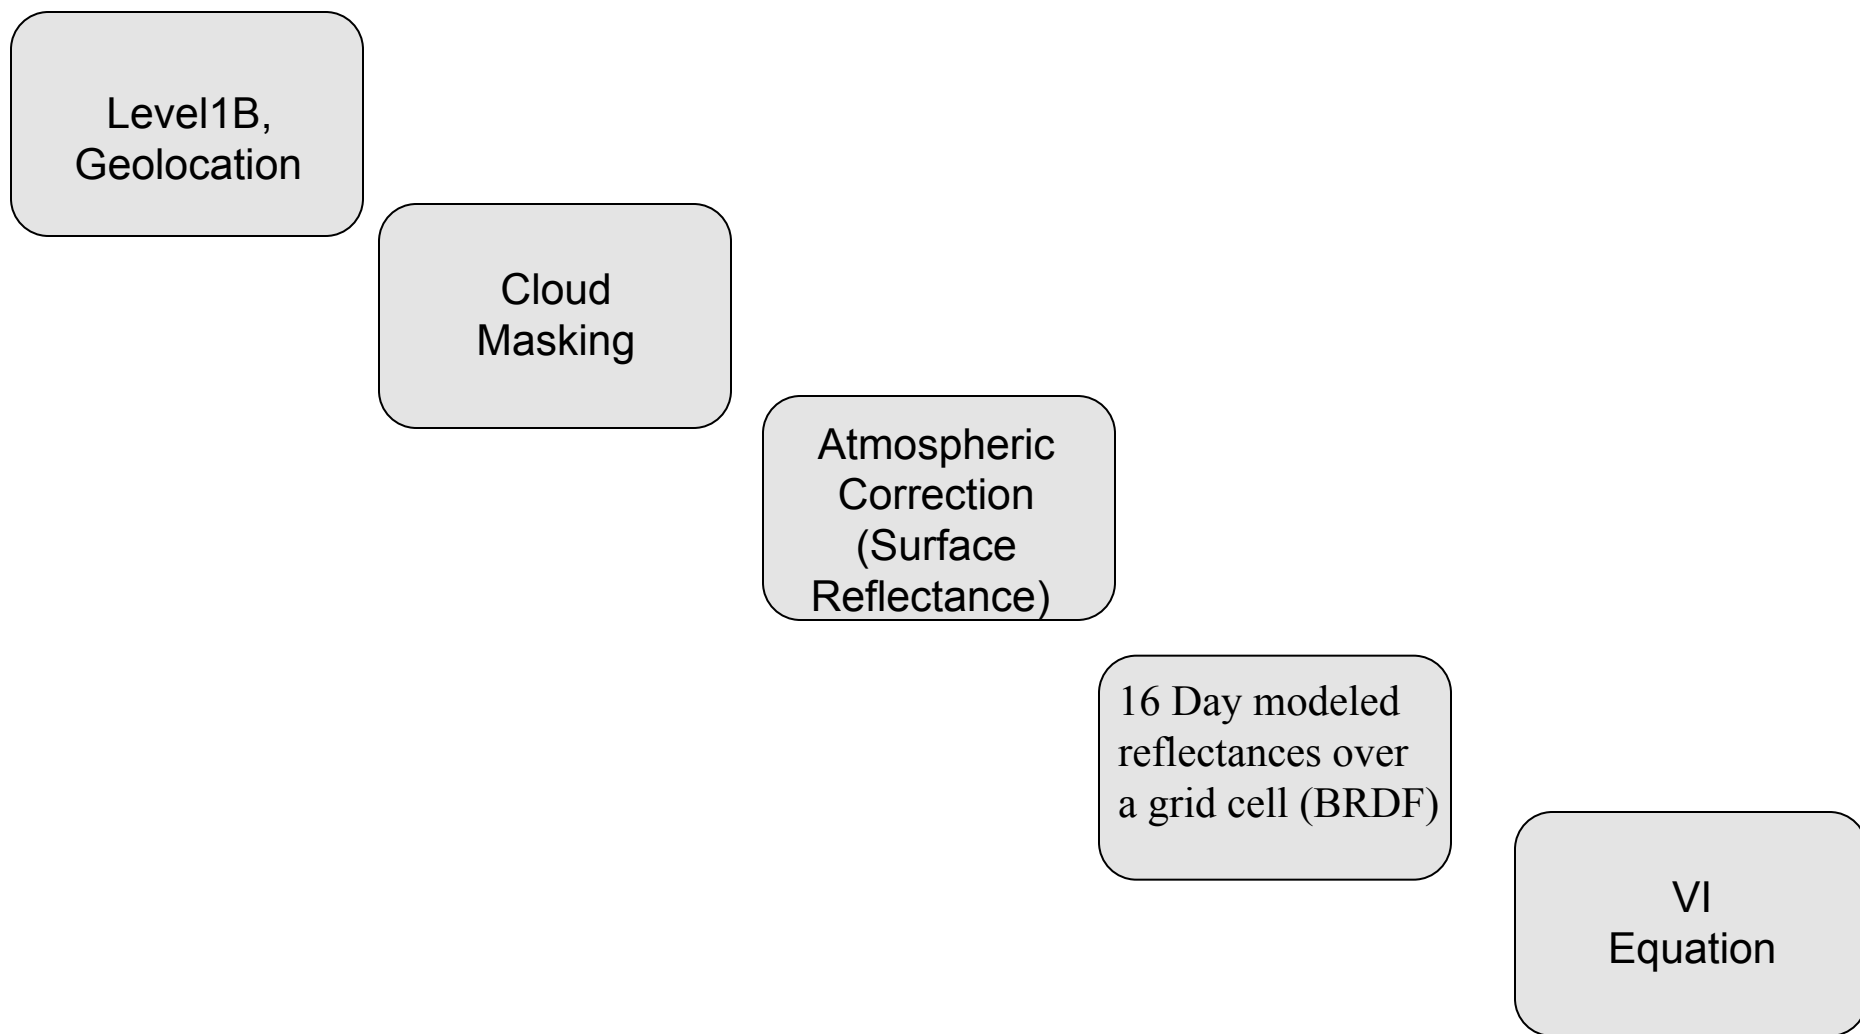 Level1B,
Geolocation
Cloud
Masking
Atmospheric
Correction
(Surface
Reflectance)
16 Day modeled
reflectances over
a grid cell (BRDF)
VI
Equation